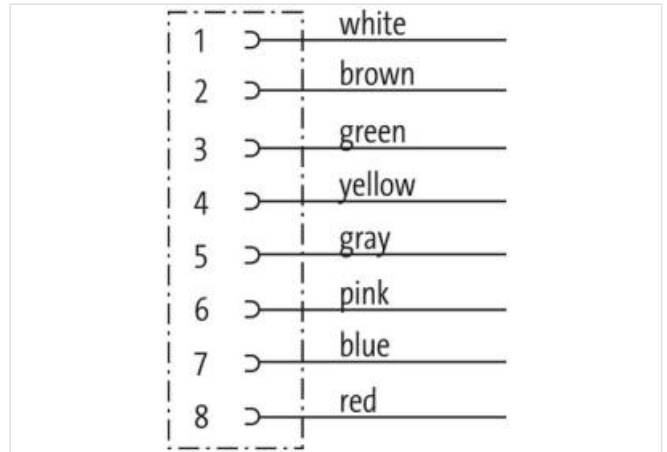 1 white
2 brown
3 green
4 yellow
5 gray
6 pink
7 blue
8 red